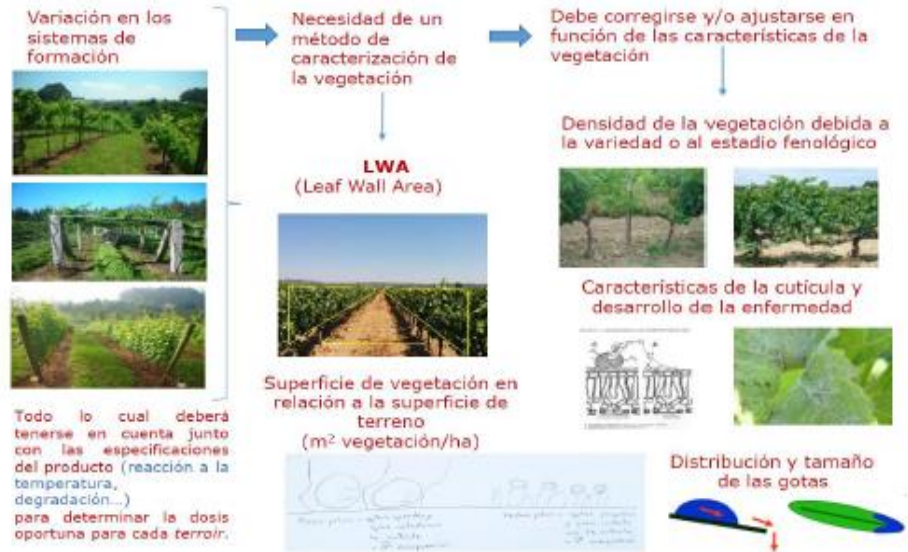 Variación en los
sistemas de
formación
Necesidad de un
método de
caracterización de
la vegetación
Debe corregirse y/o ajustarse en
función de las características de la
vegetación
LWA
(Leaf Wall Area)
Densidad de la vegetación debida a
la variedad o al estadio fenológico
Características de la cutícula y
desarrollo de la enfermedad
Superficie de vegetación en
relación a la superficie de
terreno
(m² vegetación/ha)
Todo lo cual deberá
tenerse en cuenta junto
con las especificaciones
del producto (reacción a la
temperatura,
degradación...)
para determinar la dosis
oportuna para cada terroir.
Distribución y tamaño
de las gotas